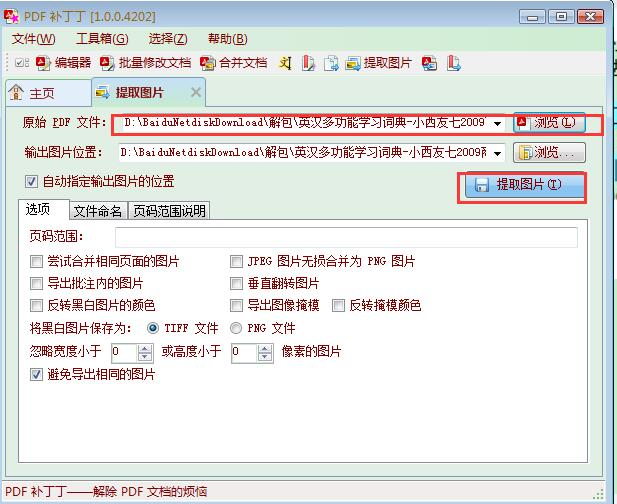 PDF 补丁丁 [1.0.0.4202]
文件(W) 工具箱(G) 选择(Z) 帮助(B)
编辑器 批量修改文档 合并文档 提取图片
主页 提取图片
原始 PDF 文件: D:\BaiduNetdiskDownload\解包\英汉多功能学习词典-小西友七2009 浏览(L)
输出图片位置: D:\BaiduNetdiskDownload\解包\英汉多功能学习词典-小西友七2009商 浏览...
自动指定输出图片的位置 提取图片(T)
选项 文件命名 页码范围说明
页码范围:
尝试合并相同页面的图片 JPEG 图片无损合并为 PNG 图片
导出批注内的图片 垂直翻转图片
反转黑白图片的颜色 导出图像掩模 反转掩模颜色
将黑白图片保存为: TIFF 文件 PNG 文件
忽略宽度小于 0 或高度小于 0 像素的图片
避免导出相同的图片
PDF 补丁丁——解除 PDF 文档的烦恼